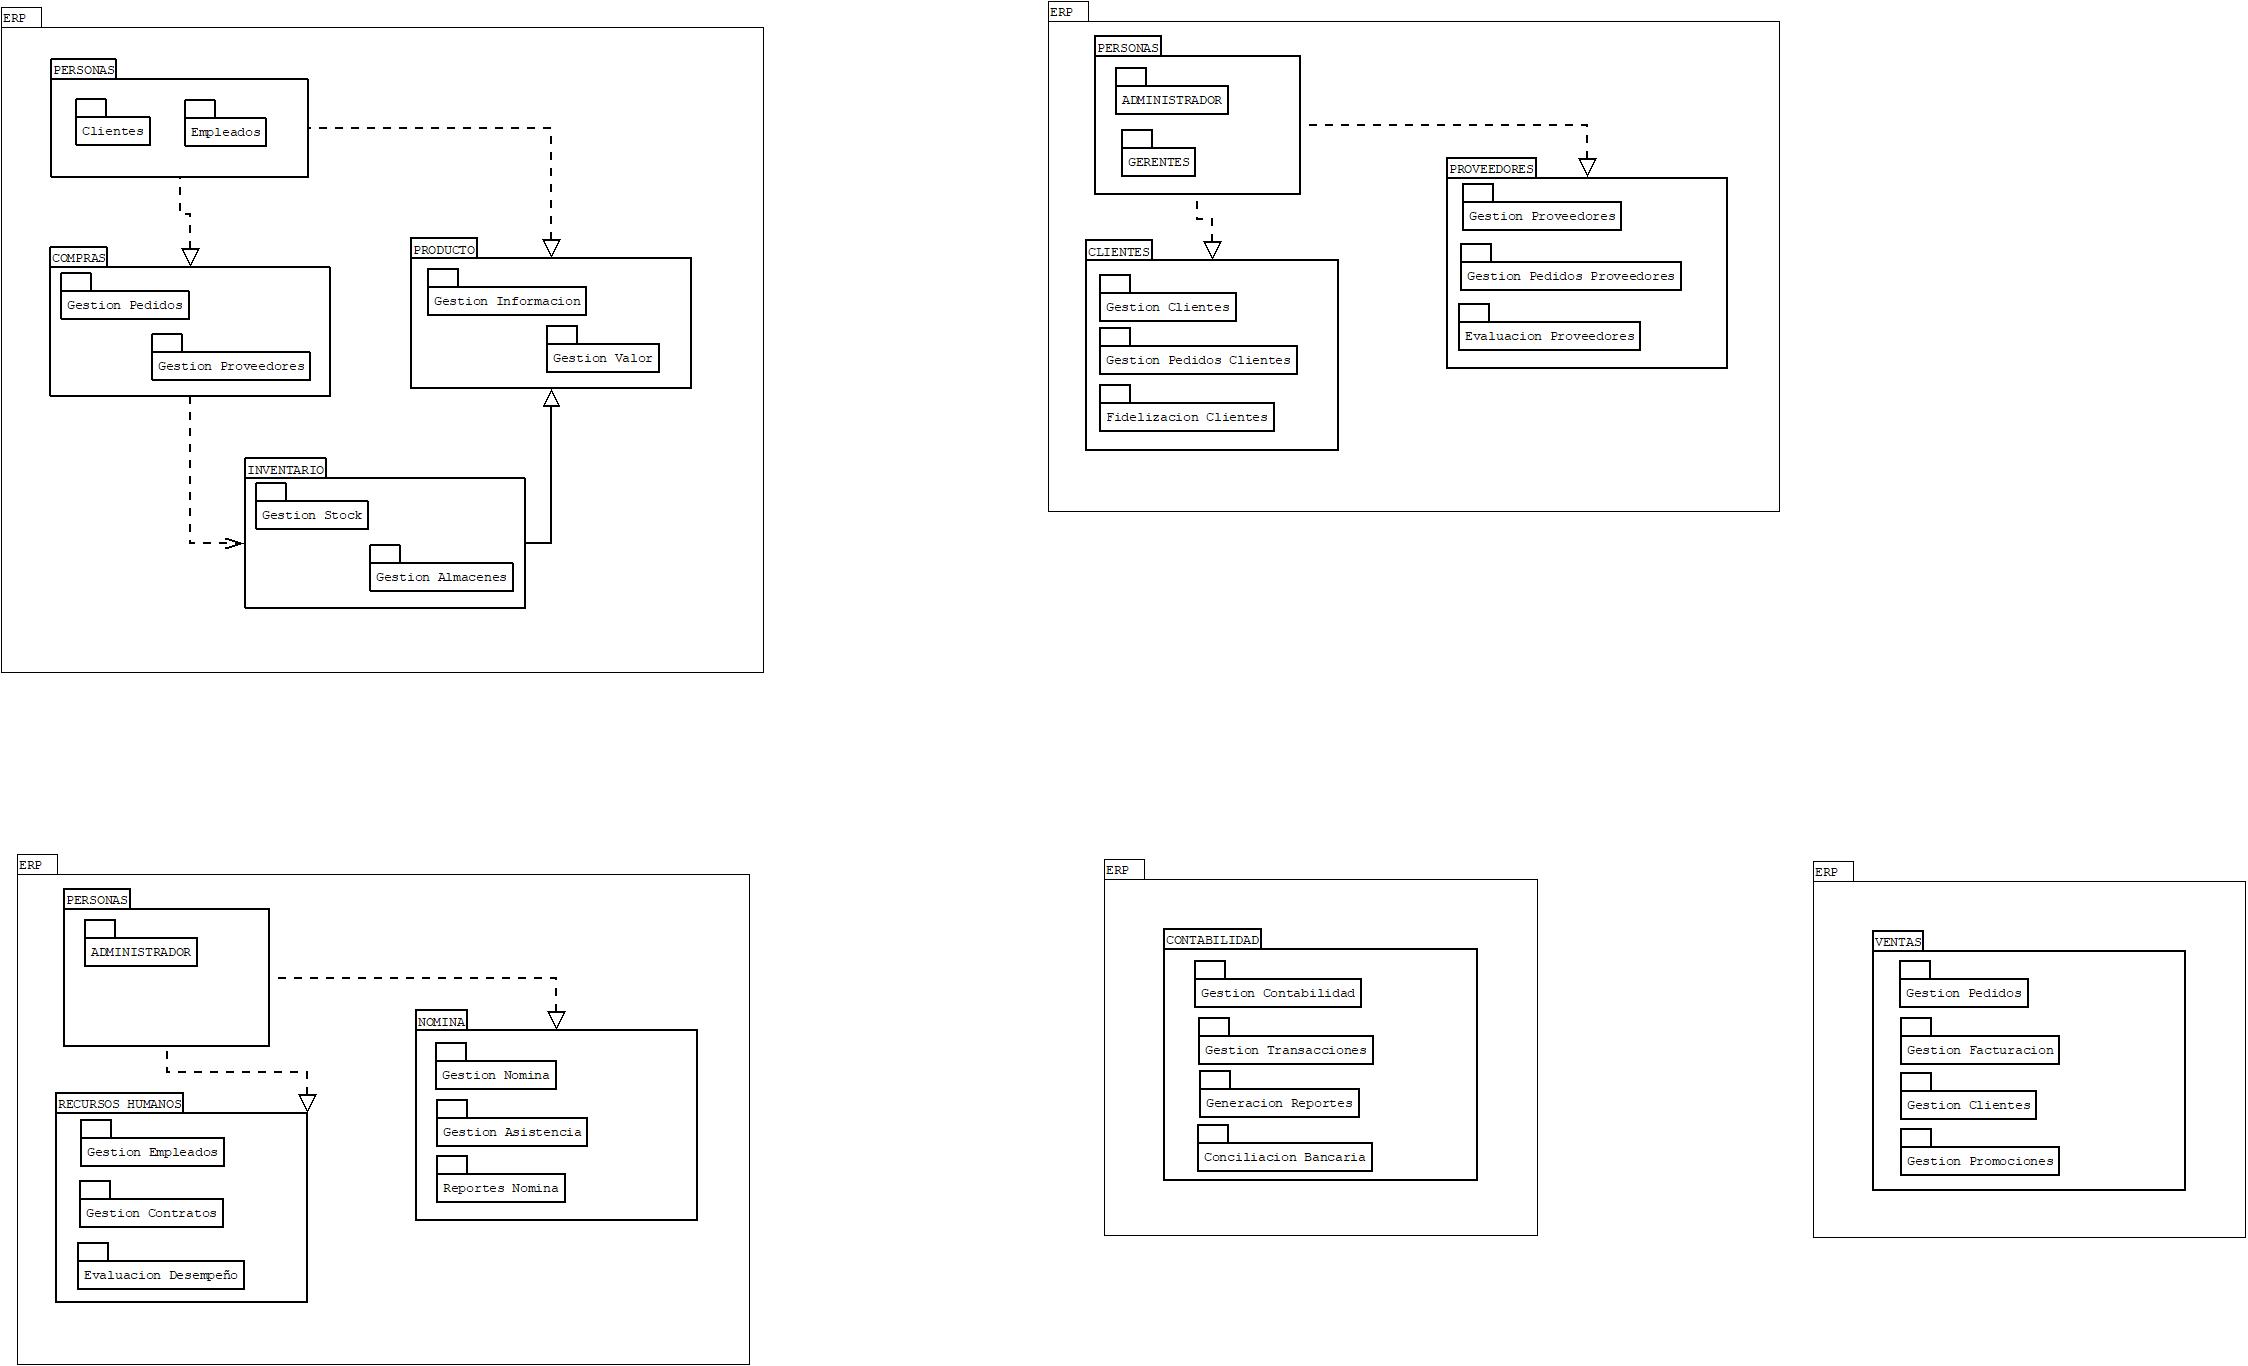 ERP
PERSONAS
Clientes
Empleados
COMPRAS
Gestion Pedidos
Gestion Proveedores
PRODUCTO
Gestion Informacion
Gestion Valor
INVENTARIO
Gestion Stock
Gestion Almacenes
ERP
PERSONAS
ADMINISTRADOR
GERENTES
CLIENTES
Gestion Clientes
Gestion Pedidos Clientes
Fidelizacion Clientes
PROVEEDORES
Gestion Proveedores
Gestion Pedidos Proveedores
Evaluacion Proveedores
ERP
PERSONAS
ADMINISTRADOR
RECURSOS HUMANOS
Gestion Empleados
Gestion Contratos
Evaluacion Desempeño
NOMINA
Gestion Nomina
Gestion Asistencia
Reportes Nomina
ERP
CONTABILIDAD
Gestion Contabilidad
Gestion Transacciones
Generacion Reportes
Conciliacion Bancaria
ERP
VENTAS
Gestion Pedidos
Gestion Facturacion
Gestion Clientes
Gestion Promociones